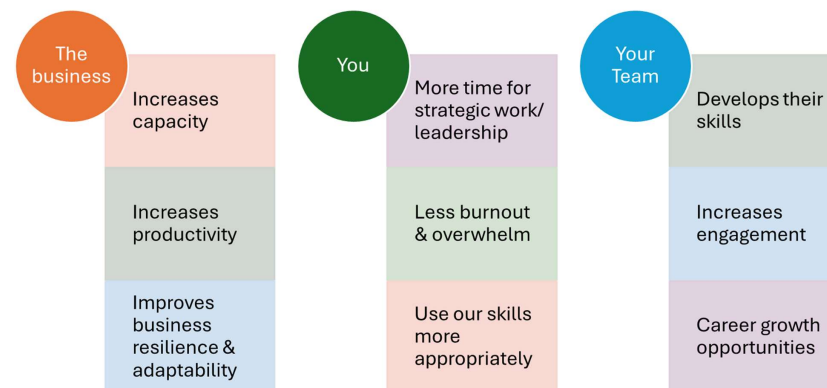 The
business
Increases
capacity
Increases
productivity
Improves
business
resilience &
adaptability
You
More time for
strategic work/
leadership
Less burnout
& overwhelm
Use our skills
more
appropriately
Your
Team
Develops their
skills
Increases
engagement
Career growth
opportunities